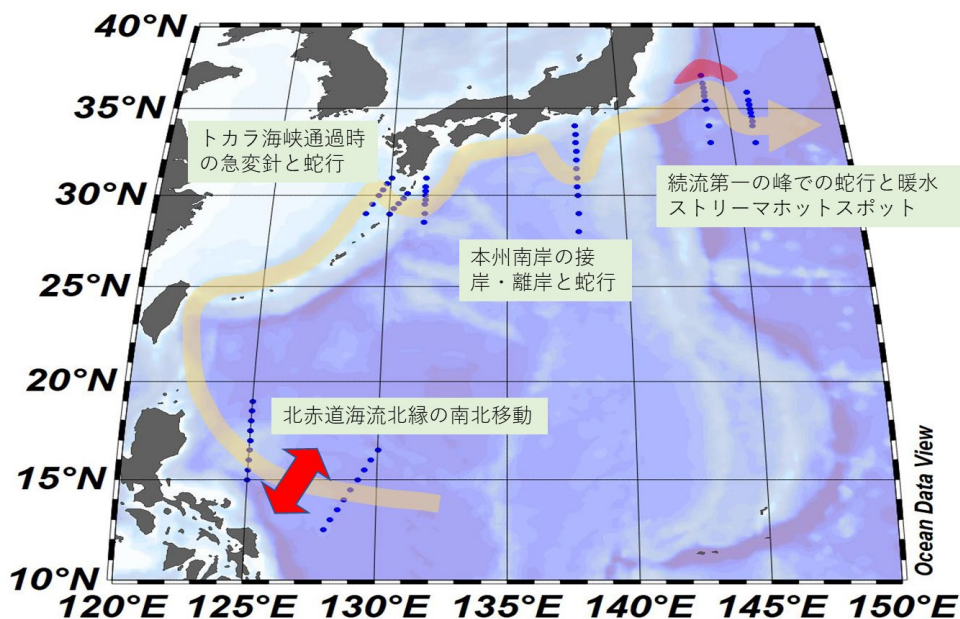 40°N
35°N
30°N
25°N
20°N
15°N
10°N
トカラ海峡通過時
の急変針と蛇行
続流第一の峰での蛇行と暖水
ストリーマホットスポット
本州南岸の接
岸・離岸と蛇行
北赤道海流北縁の南北移動
Ocean Data View
120°E
125°E
130°E
135°E
140°E
145°E
150°E